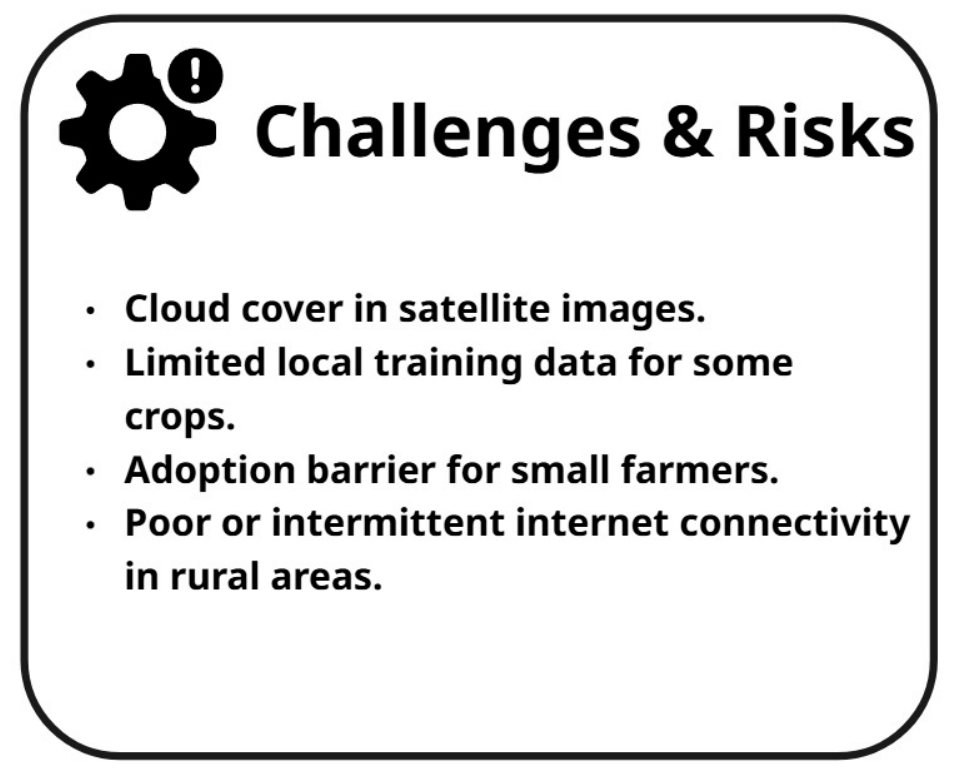 Challenges & Risks
• Cloud cover in satellite images.
• Limited local training data for some
crops.
• Adoption barrier for small farmers.
• Poor or intermittent internet connectivity
in rural areas.